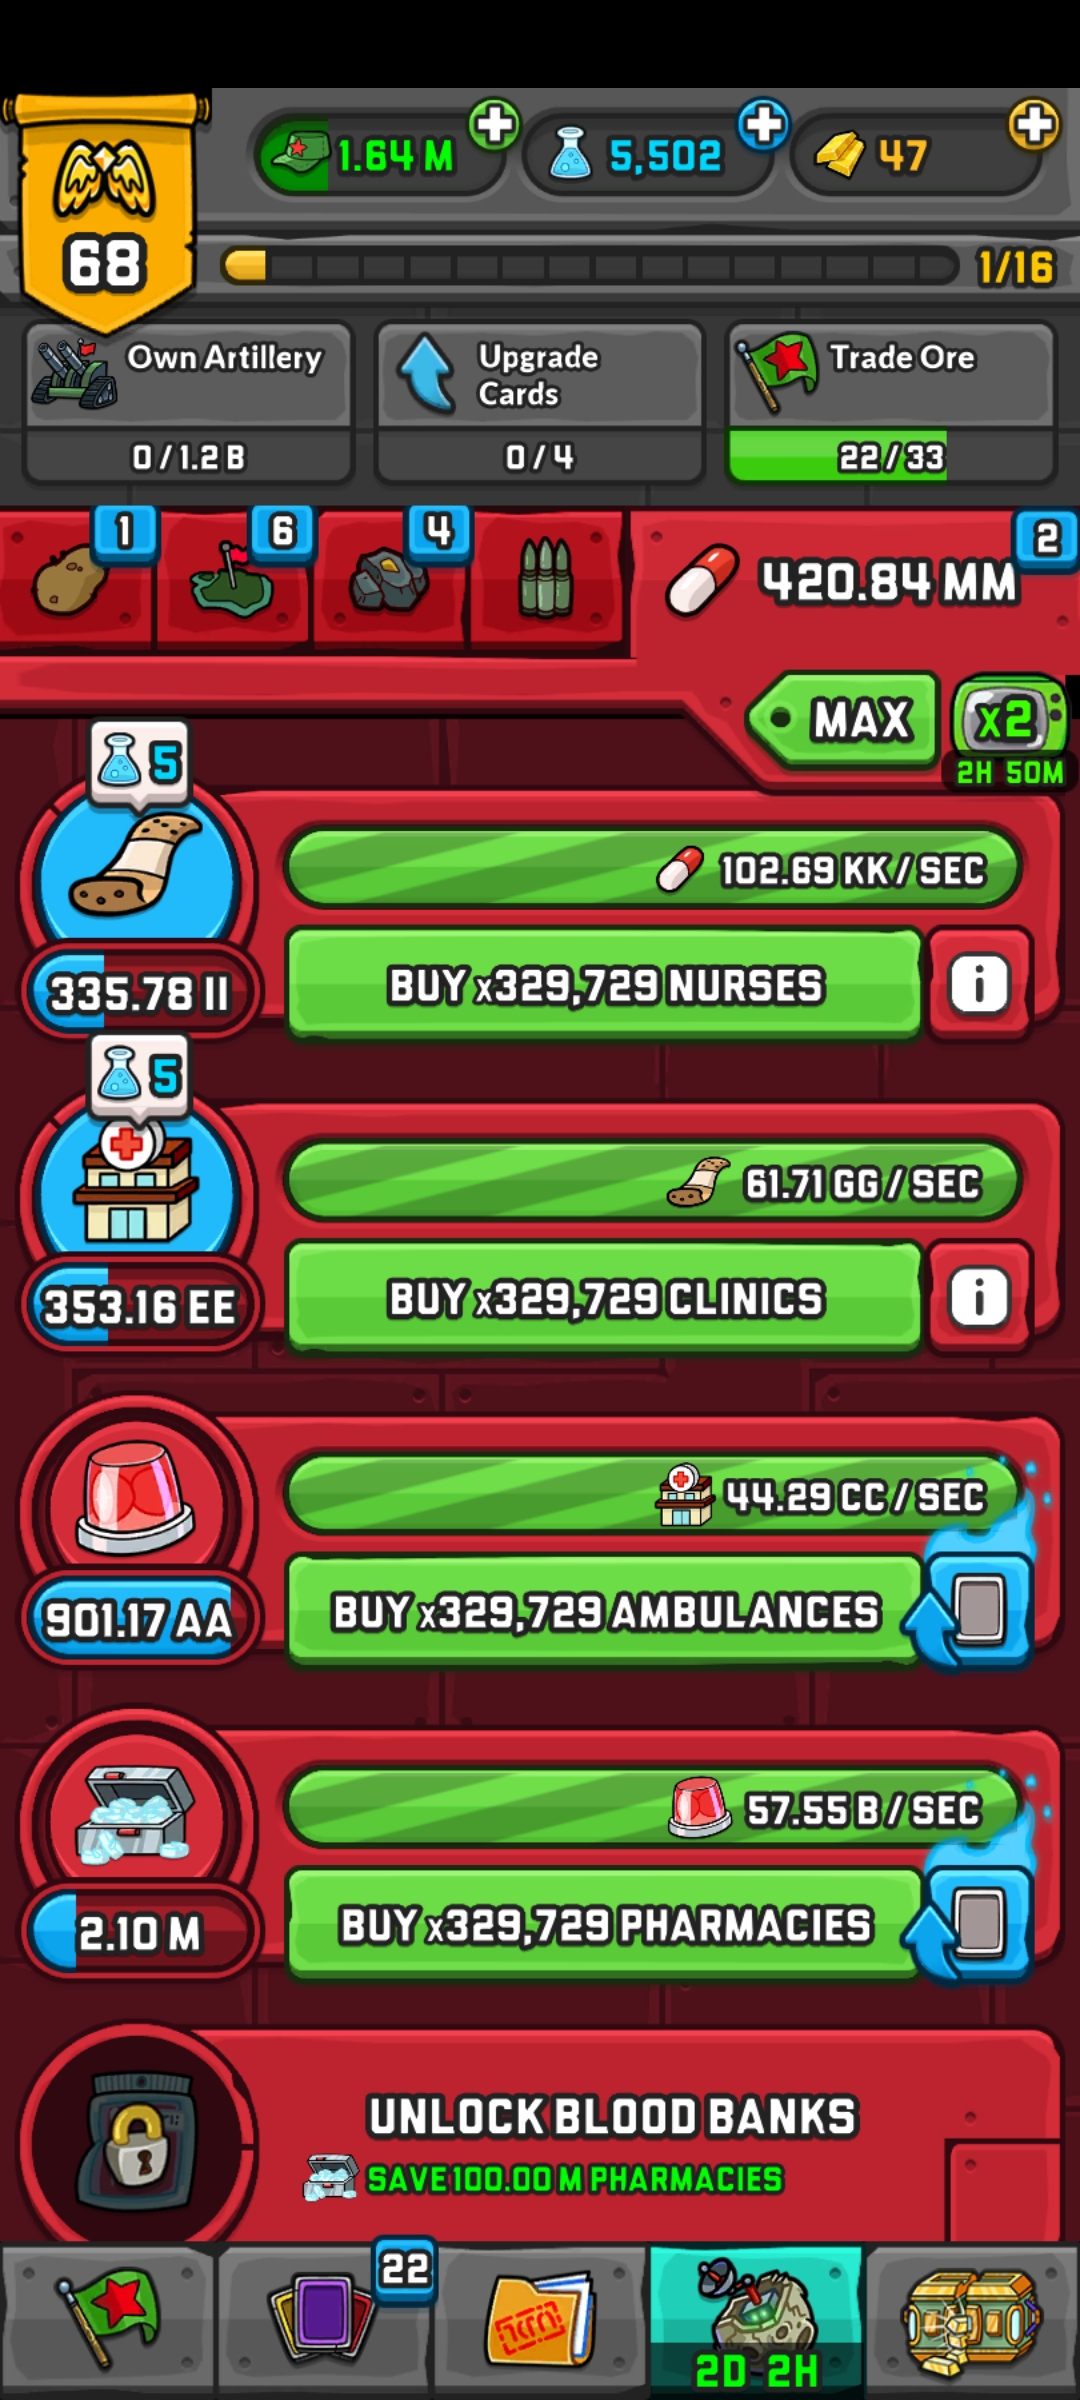 1.64 M
5,502
47
68
1/16
Own Artillery
0 / 1.2 B
Upgrade
Cards
0 / 4
Trade Ore
22 / 33
1
6
4
2
420.84 MM
MAX
x2
2H 50M
5
102.69 KK / SEC
335.78 II
BUY x329,729 NURSES
i
5
61.71 GG / SEC
353.16 EE
BUY x329,729 CLINICS
i
44.29 CC / SEC
901.17 AA
BUY x329,729 AMBULANCES
57.55 B / SEC
2.10 M
BUY x329,729 PHARMACIES
UNLOCK BLOOD BANKS
SAVE 100.00 M PHARMACIES
22
2D 2H